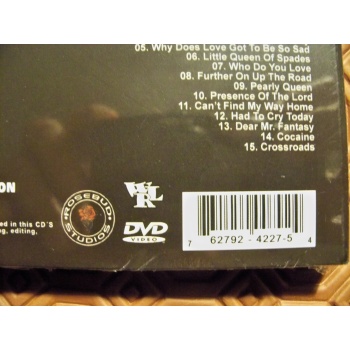 05. Why Does Love Got To Be So Sad
06. Little Queen Of Spades
07. Who Do You Love
08. Further On Up The Road
09. Pearly Queen
10. Presence Of The Lord
11. Can't Find My Way Home
12. Had To Cry Today
13. Dear Mr. Fantasy
14. Cocaine
15. Crossroads
ON
ed in this CD'S
ng, editing,
ROSEBUD
STUDIOS
WLR
DVD
VIDEO
7 62792 - 4227-5 4